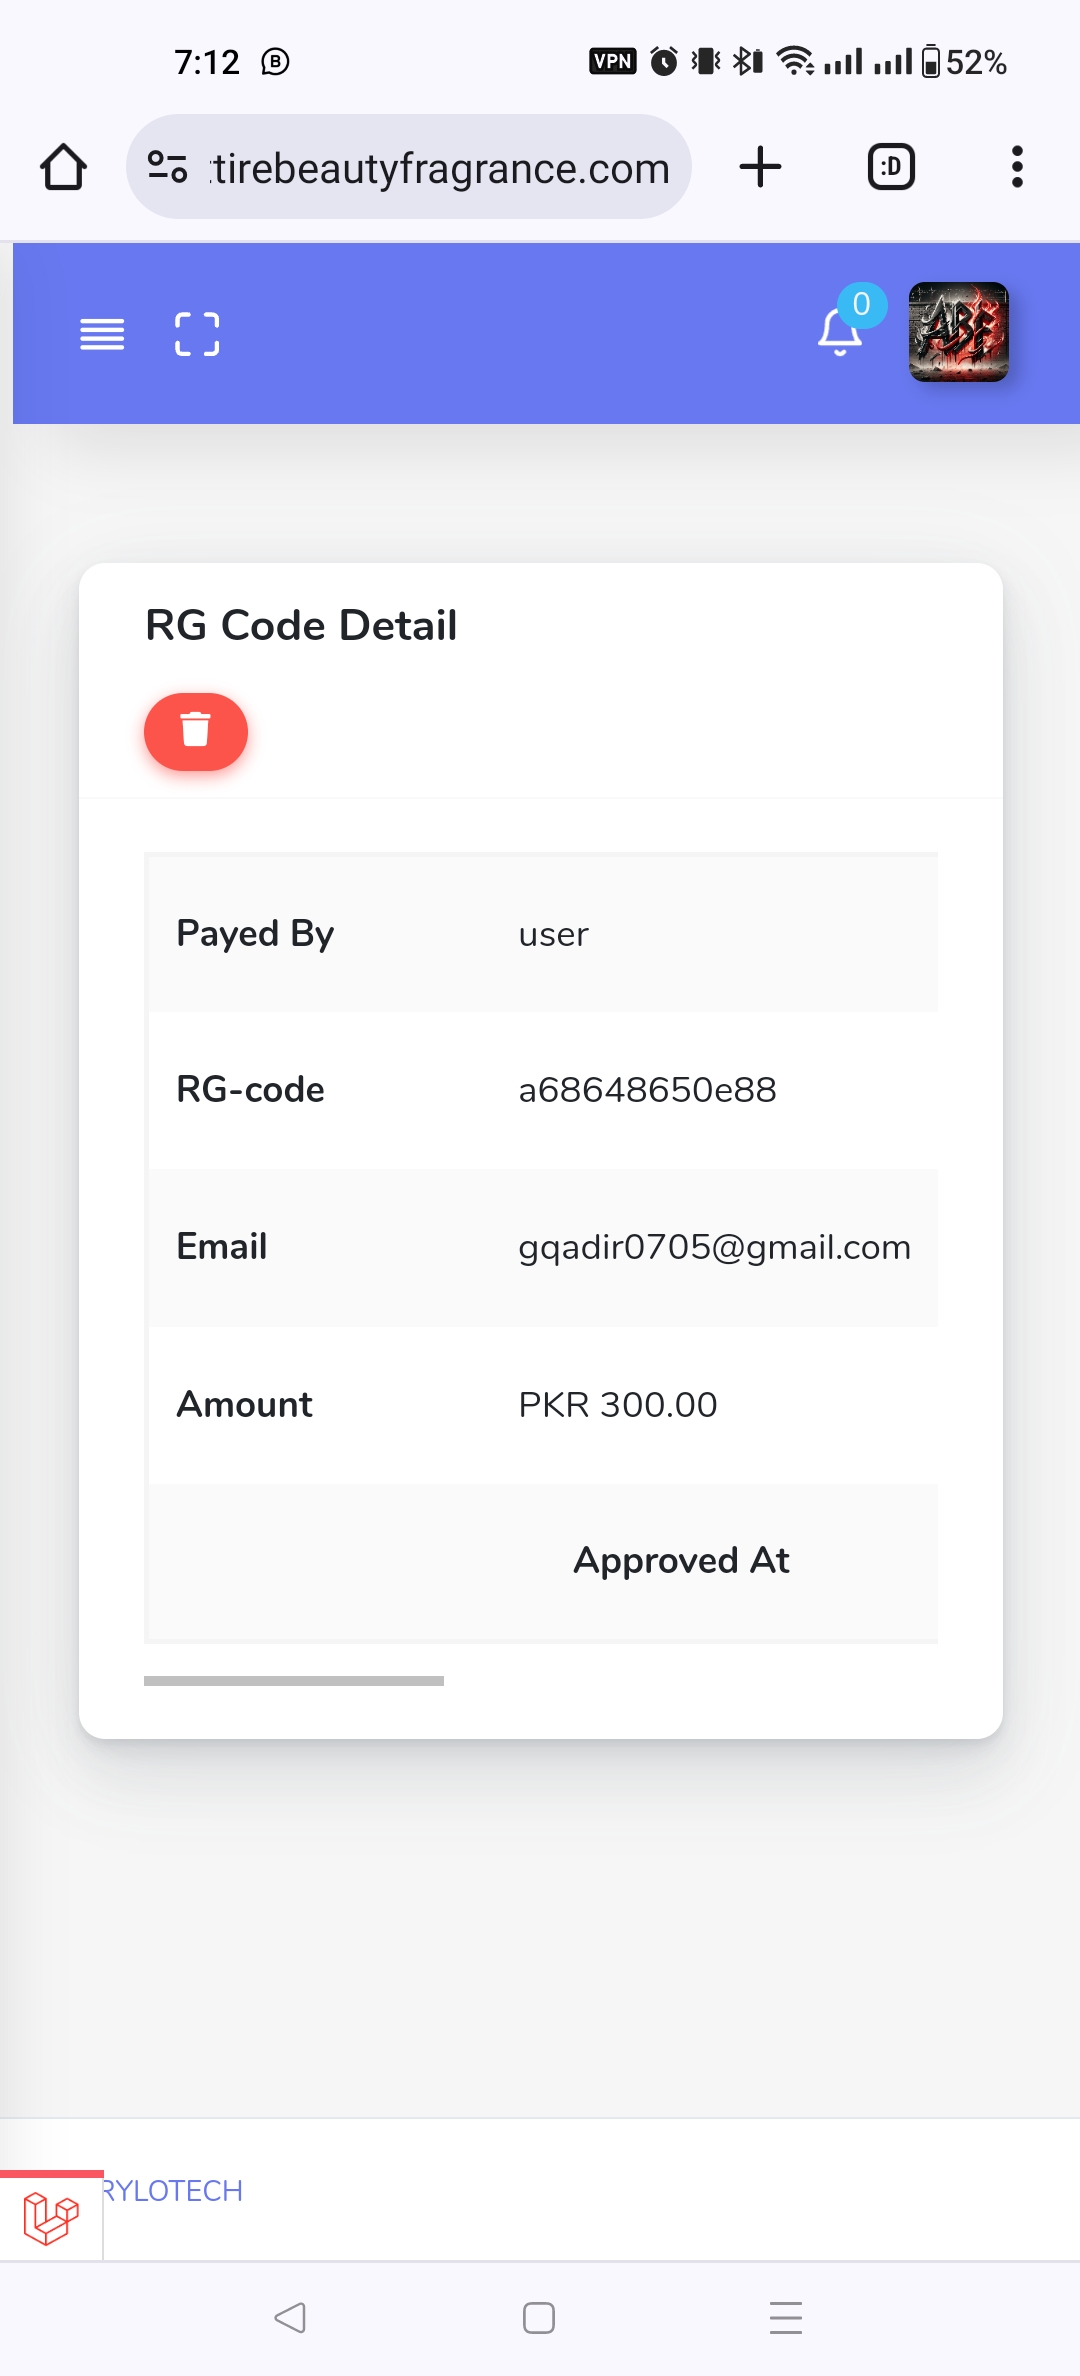 7:12 B VPN 52%
tirebeautyfragrance.com :D
0
ABF
RG Code Detail
Payed By user
RG-code a68648650e88
Email gqadir0705@gmail.com
Amount PKR 300.00
Approved At
RYLOTECH